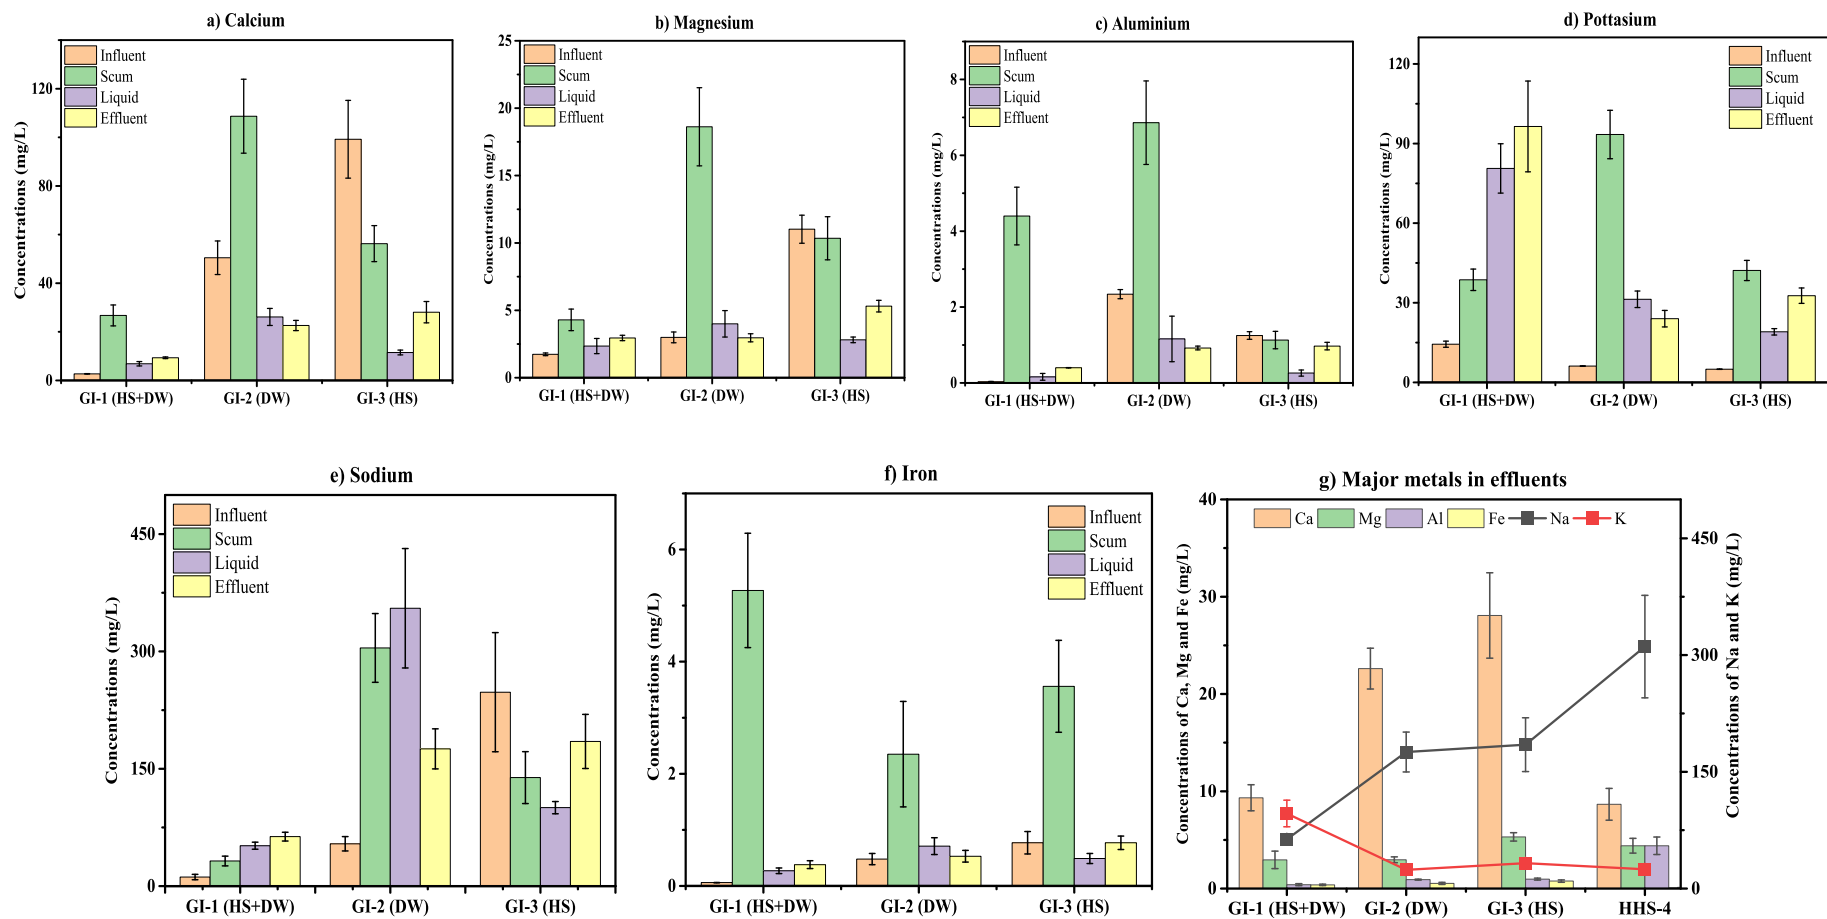 a) Calcium
Concentrations (mg/L)
120
80
40
0
Influent
Scum
Liquid
Effluent
GI-1 (HS+DW) GI-2 (DW) GI-3 (HS)
b) Magnesium
Concentrations (mg/L)
25
20
15
10
5
0
Influent
Scum
Liquid
Effluent
GI-1 (HS+DW) GI-2 (DW) GI-3 (HS)
c) Aluminium
Concentrations (mg/L)
8
6
4
2
0
Influent
Scum
Liquid
Effluent
GI-1 (HS+DW) GI-2 (DW) GI-3 (HS)
d) Pottasium
Concentrations (mg/L)
120
90
60
30
0
Influent
Scum
Liquid
Effluent
GI-1 (HS+DW) GI-2 (DW) GI-3 (HS)
e) Sodium
Concentrations (mg/L)
450
300
150
0
Influent
Scum
Liquid
Effluent
GI-1 (HS+DW) GI-2 (DW) GI-3 (HS)
f) Iron
Concentrations (mg/L)
6
4
2
0
Influent
Scum
Liquid
Effluent
GI-1 (HS+DW) GI-2 (DW) GI-3 (HS)
g) Major metals in effluents
Concentrations of Ca, Mg and Fe (mg/L)
40
30
20
10
0
Ca Mg Al Fe Na K
450
300
150
0
Concentrations of Na and K (mg/L)
GI-1 (HS+DW) GI-2 (DW) GI-3 (HS) HHS-4